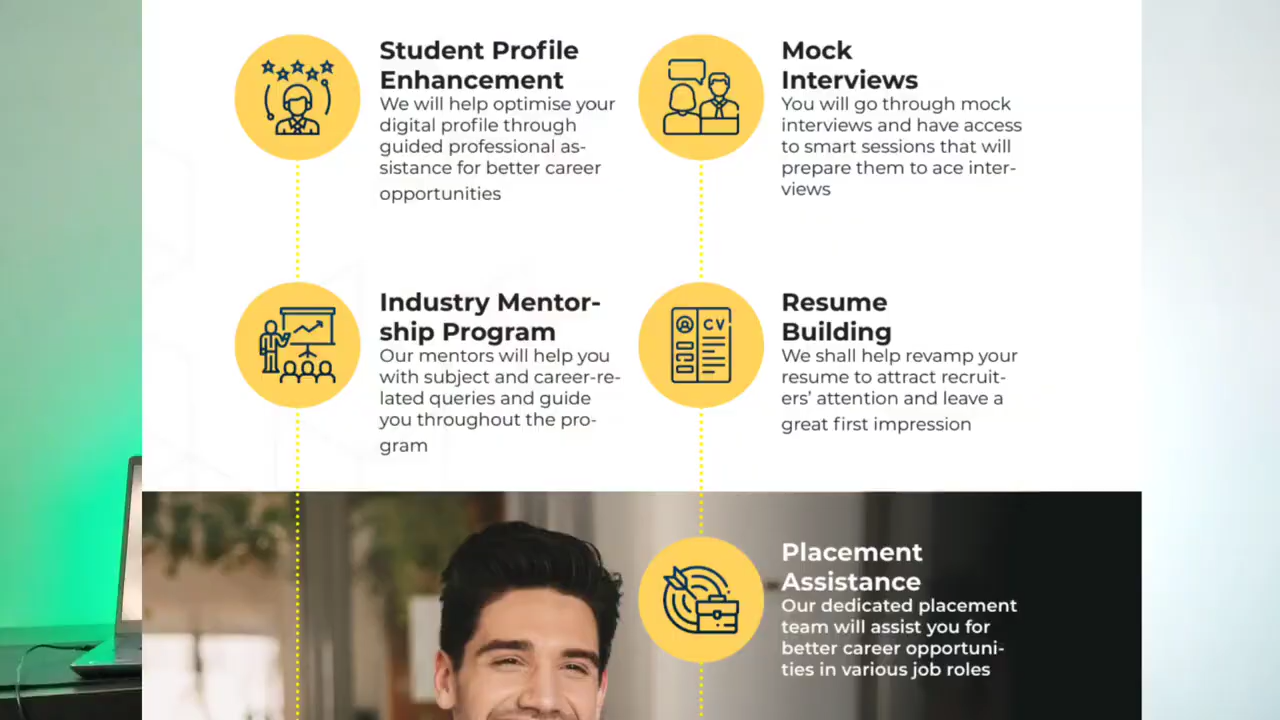 Student Profile
Enhancement
We will help optimise your
digital profile through
guided professional as-
sistance for better career
opportunities
Mock
Interviews
You will go through mock
interviews and have access
to smart sessions that will
prepare them to ace inter-
views
Industry Mentor-
ship Program
Our mentors will help you
with subject and career-re-
lated queries and guide
you throughout the pro-
gram
CV
Resume
Building
We shall help revamp your
resume to attract recruit-
ers' attention and leave a
great first impression
Placement
Assistance
Our dedicated placement
team will assist you for
better career opportuni-
ties in various job roles